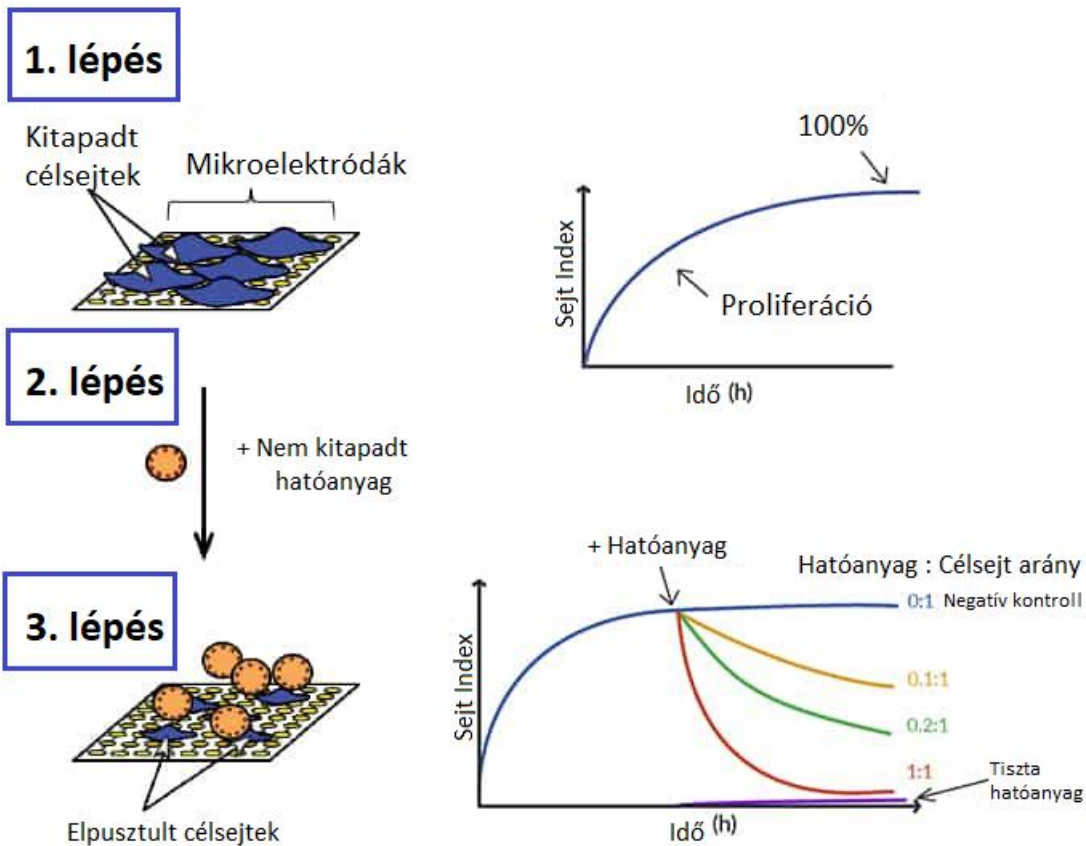 1. lépés
Kitapadt
célsejtek
Mikroelektródák
100%
Sejt Index
Proliferáció
Idő (h)
2. lépés
+ Nem kitapadt
hatóanyag
3. lépés
Elpusztult célsejtek
+ Hatóanyag
Hatóanyag : Célsejt arány
0:1 Negatív kontroll
Sejt Index
0.1:1
0.2:1
1:1
Tiszta
hatóanyag
Idő (h)